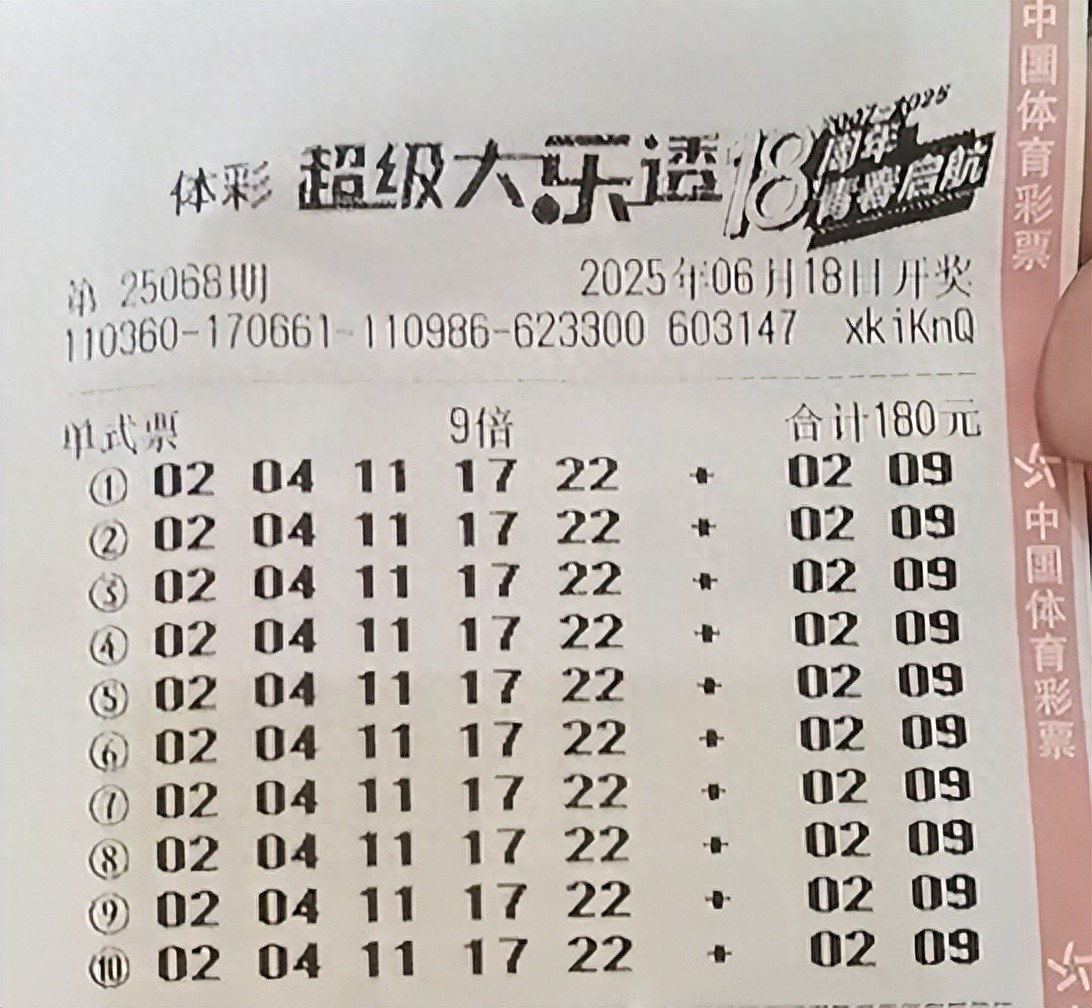 体彩 超级大乐透 18周年 2007-2025
青春启航
第 25068期 2025年06月18日开奖
110360-170661-110986-623300 603147 xkiKnQ
单式票 9倍 合计180元
① 02 04 11 17 22 + 02 09
② 02 04 11 17 22 + 02 09
③ 02 04 11 17 22 + 02 09
④ 02 04 11 17 22 + 02 09
⑤ 02 04 11 17 22 + 02 09
⑥ 02 04 11 17 22 + 02 09
⑦ 02 04 11 17 22 + 02 09
⑧ 02 04 11 17 22 + 02 09
⑨ 02 04 11 17 22 + 02 09
⑩ 02 04 11 17 22 + 02 09
中国体育彩票
中国体育彩票